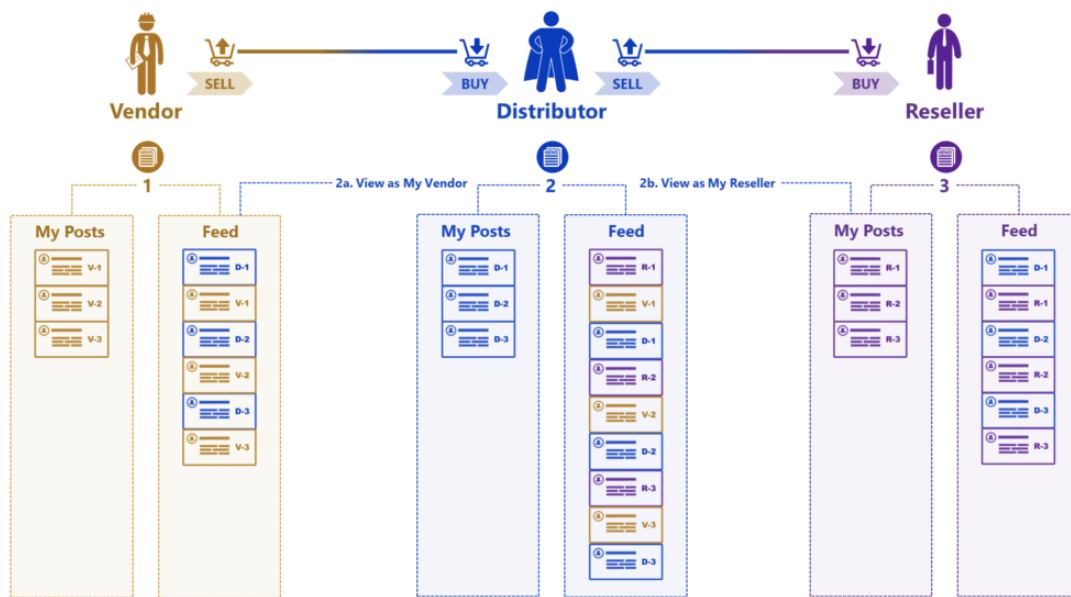 SELL
BUY
SELL
BUY
Vendor
Distributor
Reseller
NEWS
NEWS
NEWS
1
2a. View as My Vendor
2
2b. View as My Reseller
3
My Posts
V-1
V-2
V-3
Feed
D-1
V-1
D-2
V-2
D-3
V-3
My Posts
D-1
D-2
D-3
Feed
R-1
V-1
D-1
R-2
V-2
D-2
R-3
V-3
D-3
My Posts
R-1
R-2
R-3
Feed
D-1
R-1
D-2
R-2
D-3
R-3